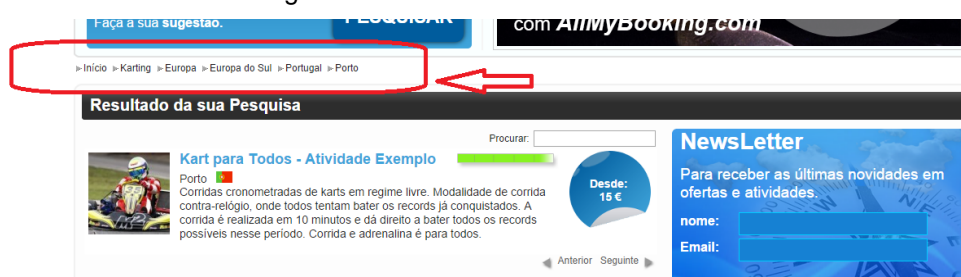 Faça a sua sugestão.
PESQUISAR
com AllMyBooking.com
Início Karting Europa Europa do Sul Portugal Porto
Resultado da sua Pesquisa
Procurar:
Kart para Todos - Atividade Exemplo
Porto
Corridas cronometradas de karts em regime livre. Modalidade de corrida
contra-relógio, onde todos tentam bater os records já conquistados. A
corrida é realizada em 10 minutos e dá direito a bater todos os records
possíveis nesse período. Corrida e adrenalina é para todos.
Desde:
15 €
Anterior Seguinte
NewsLetter
Para receber as últimas novidades em
ofertas e atividades.
nome:
Email: